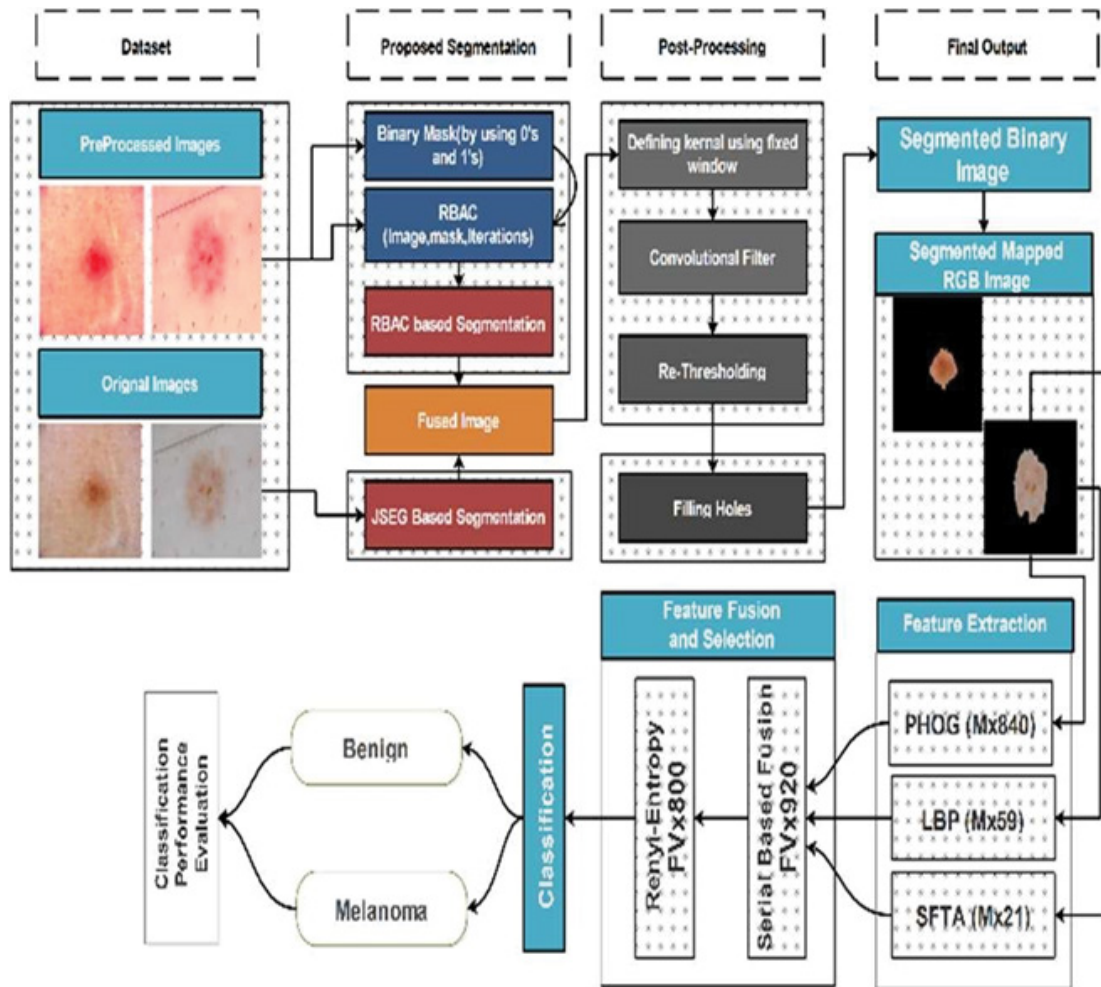 Dataset
Proposed Segmentation
Post-Processing
Final Output
PreProcessed Images
Orignal Images
Binary Mask(by using 0's
and 1's)
RBAC
(Image,mask,Iterations)
RBAC based Segmentation
Fused Image
JSEG Based Segmentation
Defining kernal using fixed
window
Convolutional Filter
Re-Thresholding
Filling Holes
Segmented Binary
Image
Segmented Mapped
RGB Image
Feature Extraction
PHOG (Mx840)
LBP (Mx59)
SFTA (Mx21)
Feature Fusion
and Selection
Serial Based Fusion
FVx920
Renyi-Entropy
FVx800
Classification
Benign
Melanoma
Classification
Performance
Evaluation